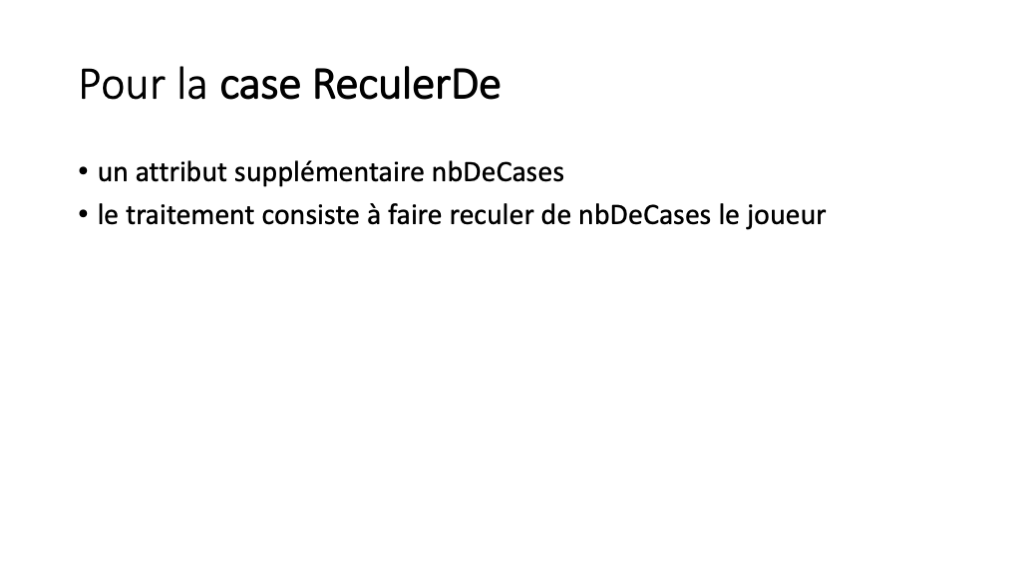 Pour la case ReculerDe
• un attribut supplémentaire nbDeCases
• le traitement consiste à faire reculer de nbDeCases le joueur